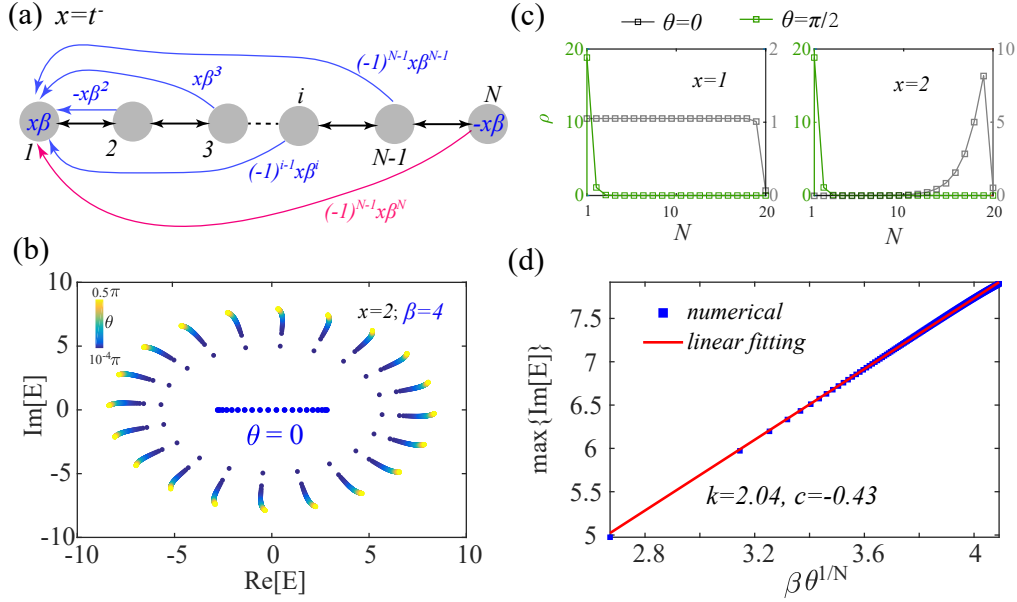 (a)
x=t⁻
(-1)^{N-1}xβ^{N-1}
xβ³
-xβ²
i
N
xβ
-xβ
1
2
3
N-1
(-1)^{i-1}xβ^i
(-1)^{N-1}xβ^N
(b)
10
5
0
-5
-10
Im[E]
0.5π
θ
10⁻⁴π
x=2; β=4
θ = 0
-10
-5
0
5
10
Re[E]
(c)
θ=0
θ=π/2
20
10
0
ρ
2
1
0
x=1
1
10
20
N
20
10
0
10
5
0
x=2
1
10
20
N
(d)
7.5
7
6.5
6
5.5
5
max{Im[E]}
numerical
linear fitting
k=2.04, c=-0.43
2.8
3.2
3.6
4
βθ^{1/N}